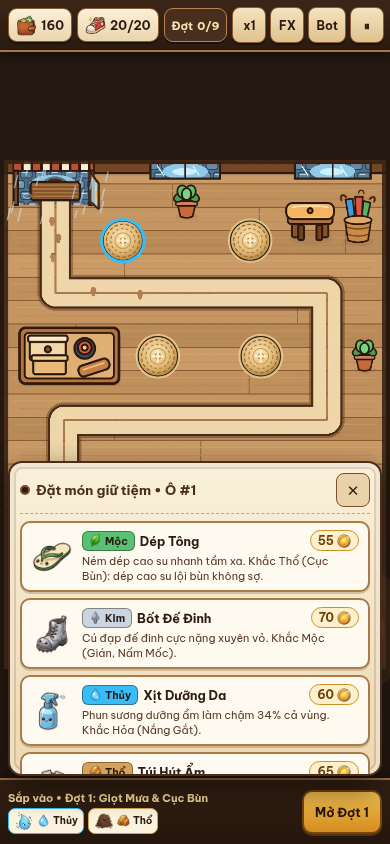 160
20/20
Đợt 0/9
x1
FX
Bot
Đặt món giữ tiệm • Ô #1
Mộc
Dép Tông
55
Ném dép cao su nhanh tầm xa. Khắc Thổ (Cục
Bùn): dép cao su lội bùn không sợ.
Kim
Bốt Đế Đinh
70
Cú đạp đế đinh cực nặng xuyên vỏ. Khắc Mộc
(Gián, Nấm Mốc).
Thủy
Xịt Dưỡng Da
60
Phun sương dưỡng ẩm làm chậm 34% cả vùng.
Khắc Hỏa (Nắng Gắt).
Thổ
Túi Hút Ẩm
65
Sắp vào • Đợt 1: Giọt Mưa & Cục Bùn
Thủy
Thổ
Mở Đợt 1